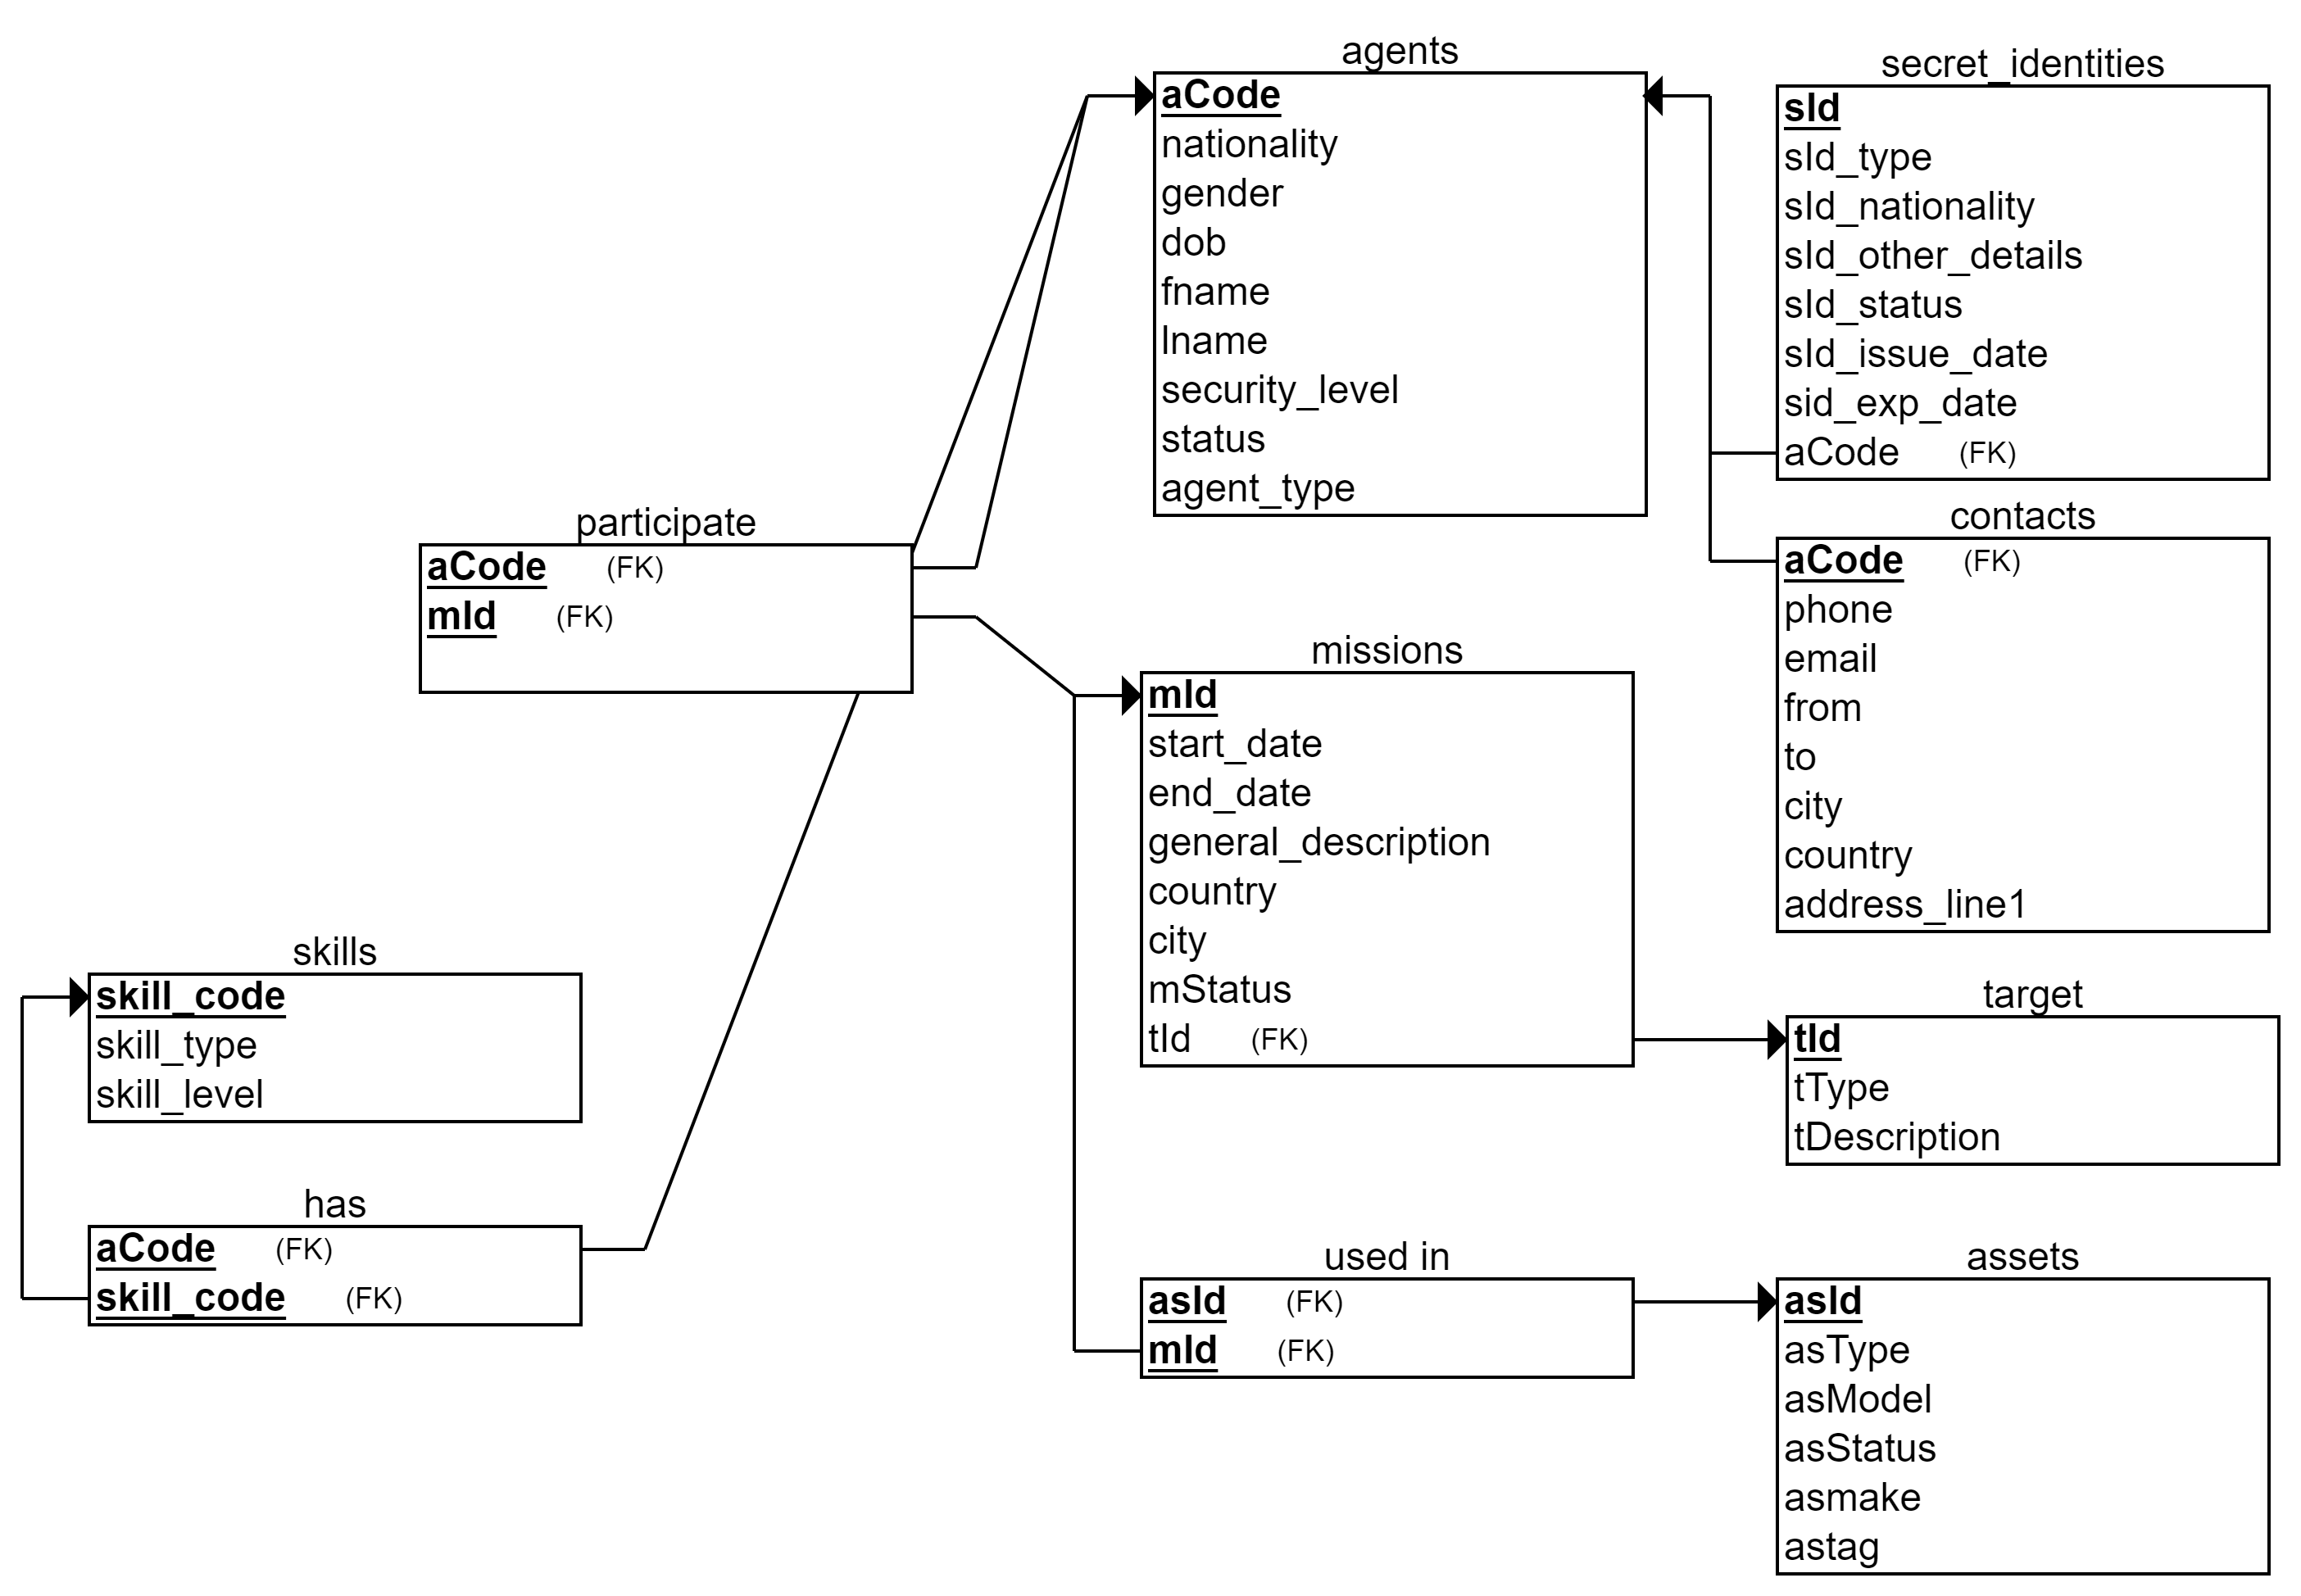 agents
aCode
nationality
gender
dob
fname
lname
security_level
status
agent_type
secret_identities
sId
sId_type
sId_nationality
sId_other_details
sId_status
sId_issue_date
sid_exp_date
aCode (FK)
participate
aCode (FK)
mId (FK)
contacts
aCode (FK)
phone
email
from
to
city
country
address_line1
missions
mId
start_date
end_date
general_description
country
city
mStatus
tId (FK)
skills
skill_code
skill_type
skill_level
target
tId
tType
tDescription
has
aCode (FK)
skill_code (FK)
used in
asId (FK)
mId (FK)
assets
asId
asType
asModel
asStatus
asmake
astag